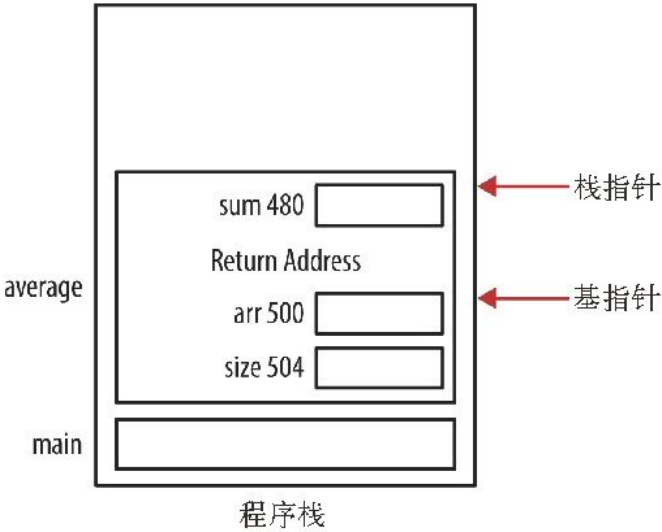 sum 480
栈指针
Return Address
average
arr 500
基指针
size 504
main
程序栈